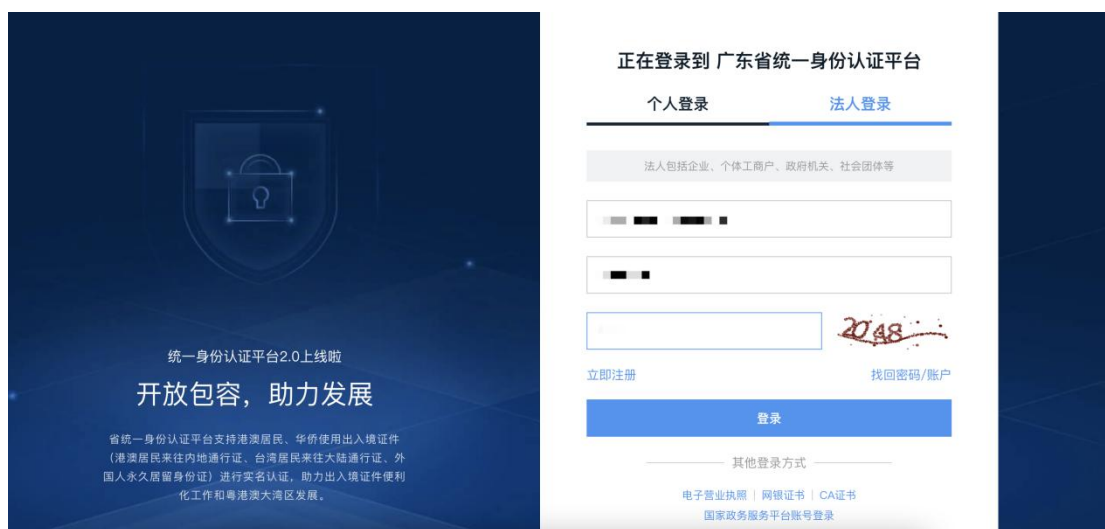 统一身份认证平台2.0上线啦
开放包容，助力发展
省统一身份认证平台支持港澳居民、华侨使用出入境证件
（港澳居民来往内地通行证、台湾居民来往大陆通行证、外
国人永久居留身份证）进行实名认证，助力出入境证件便利
化工作和粤港澳大湾区发展。
正在登录到 广东省统一身份认证平台
个人登录
法人登录
法人包括企业、个体工商户、政府机关、社会团体等
2048
立即注册
找回密码/账户
登录
其他登录方式
电子营业执照 | 网银证书 | CA证书
国家政务服务平台账号登录